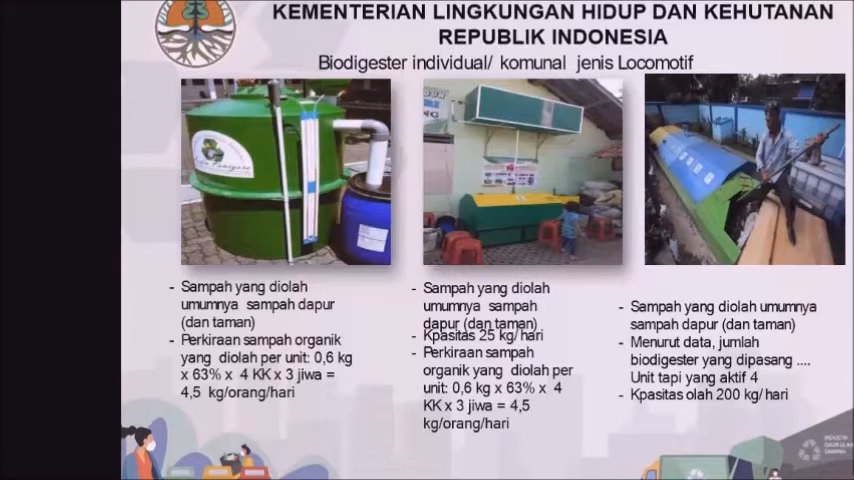 KEMENTERIAN LINGKUNGAN HIDUP DAN KEHUTANAN
REPUBLIK INDONESIA
Biodigester individual/ komunal jenis Locomotif
- Sampah yang diolah
umumnya sampah dapur
(dan taman)
- Perkiraan sampah organik
yang diolah per unit: 0,6 kg
x 63% x 4 KK x 3 jiwa =
4,5 kg/orang/hari
- Sampah yang diolah
umumnya sampah
dapur (dan taman)
- Kpasitas 25 kg/ hari
- Perkiraan sampah
organik yang diolah per
unit: 0,6 kg x 63% x 4
KK x 3 jiwa = 4,5
kg/orang/hari
- Sampah yang diolah umumnya
sampah dapur (dan taman)
- Menurut data, jumlah
biodigester yang dipasang ....
Unit tapi yang aktif 4
- Kpasitas olah 200 kg/ hari
INDUSTRI
DAUR ULANG
SAMPAH